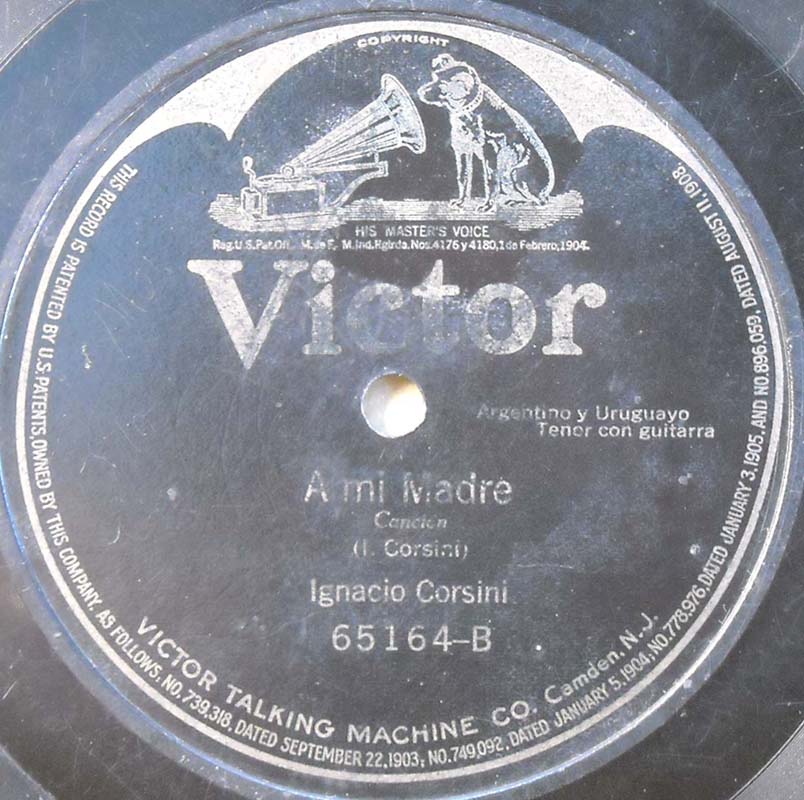 COPYRIGHT
HIS MASTER'S VOICE
Reg.U.S.Pat.Off. M.de F. M.Ind.Rgtrda.Nos.4176 y 4180,1 de Febrero,1904.
Victor
Argentino y Uruguayo
Tenor con guitarra
A mi Madre
Canción
(I. Corsini)
Ignacio Corsini
65164-B
VICTOR TALKING MACHINE CO. Camden, N.J.
THIS RECORD IS PATENTED BY U.S. PATENTS, OWNED BY THIS COMPANY, AS FOLLOWS, NO. 739,318, DATED SEPTEMBER 22, 1903; NO. 749,092, DATED JANUARY 5, 1904, NO. 778,976, DATED JANUARY 3, 1905, AND NO. 896,059, DATED AUGUST 11, 1908.